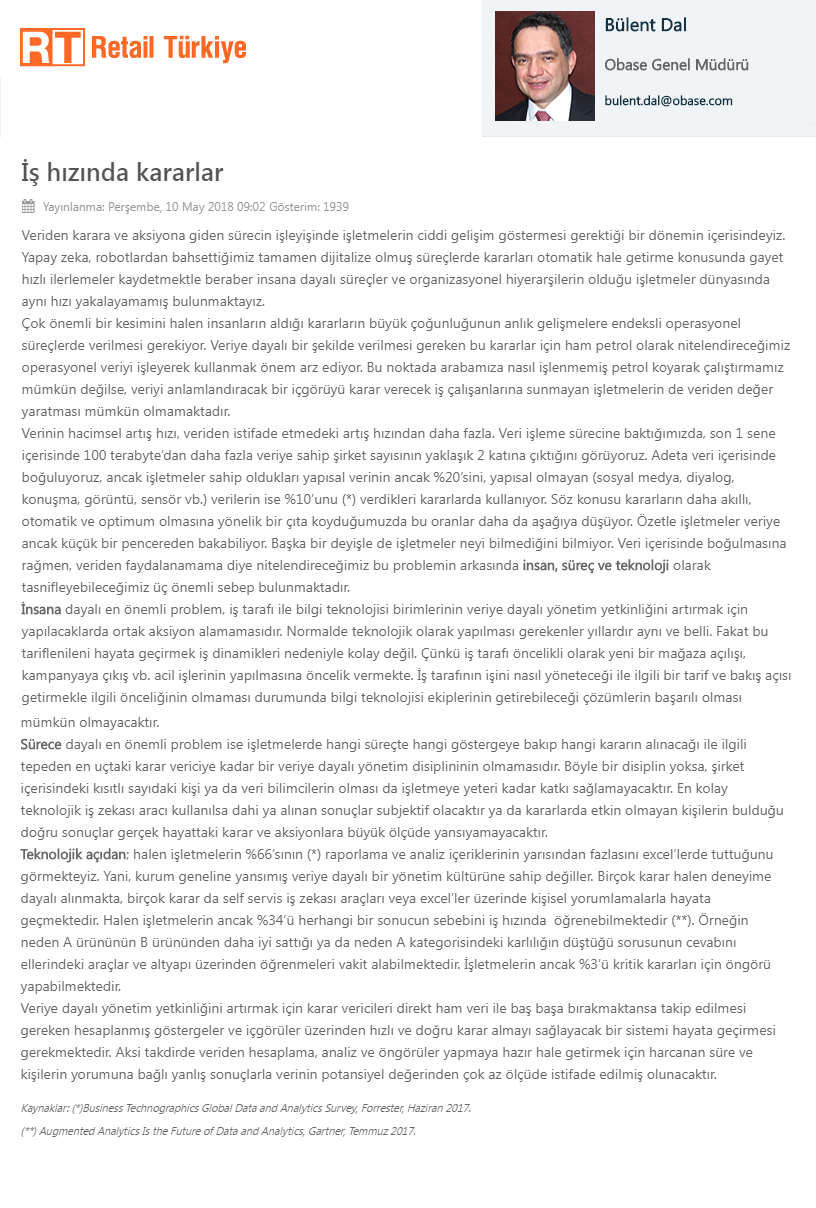 RT Retail Türkiye
Bülent Dal
Obase Genel Müdürü
bulent.dal@obase.com
İş hızında kararlar
Yayınlanma: Perşembe, 10 May 2018 09:02 Gösterim: 1939
Veriden karara ve aksiyona giden sürecin işleyişinde işletmelerin ciddi gelişim göstermesi gerektiği bir dönemin içerisindeyiz.
Yapay zeka, robotlardan bahsettiğimiz tamamen dijitalize olmuş süreçlerde kararları otomatik hale getirme konusunda gayet
hızlı ilerlemeler kaydetmektle beraber insana dayalı süreçler ve organizasyonel hiyerarşilerin olduğu işletmeler dünyasında
aynı hızı yakalayamamış bulunmaktayız.
Çok önemli bir kesimini halen insanların aldığı kararların büyük çoğunluğunun anlık gelişmelere endeksli operasyonel
süreçlerde verilmesi gerekiyor. Veriye dayalı bir şekilde verilmesi gereken bu kararlar için ham petrol olarak nitelendireceğimiz
operasyonel veriyi işleyerek kullanmak önem arz ediyor. Bu noktada arabamıza nasıl işlenmemiş petrol koyarak çalıştırmamız
mümkün değilse, veriyi anlamlandıracak bir içgörüyü karar verecek iş çalışanlarına sunmayan işletmelerin de veriden değer
yaratması mümkün olmamaktadır.
Verinin hacimsel artış hızı, veriden istifade etmedeki artış hızından daha fazla. Veri işleme sürecine baktığımızda, son 1 sene
içerisinde 100 terabyte’dan daha fazla veriye sahip şirket sayısının yaklaşık 2 katına çıktığını görüyoruz. Adeta veri içerisinde
boğuluyoruz, ancak işletmeler sahip oldukları yapısal verinin ancak %20’sini, yapısal olmayan (sosyal medya, diyalog,
konuşma, görüntü, sensör vb.) verilerin ise %10’unu (*) verdikleri kararlarda kullanıyor. Söz konusu kararların daha akıllı,
otomatik ve optimum olmasına yönelik bir çıta koyduğumuzda bu oranlar daha da aşağıya düşüyor. Özetle işletmeler veriye
ancak küçük bir pencereden bakabiliyor. Başka bir deyişle de işletmeler neyi bilmediğini bilmiyor. Veri içerisinde boğulmasına
rağmen, veriden faydalanamama diye nitelendireceğimiz bu problemin arkasında insan, süreç ve teknoloji olarak
tasnifleyebileceğimiz üç önemli sebep bulunmaktadır.
İnsana dayalı en önemli problem, iş tarafı ile bilgi teknolojisi birimlerinin veriye dayalı yönetim yetkinliğini artırmak için
yapılacaklarda ortak aksiyon alamamasıdır. Normalde teknolojik olarak yapılması gerekenler yıllardır aynı ve belli. Fakat bu
tariflenileni hayata geçirmek iş dinamikleri nedeniyle kolay değil. Çünkü iş tarafı öncelikli olarak yeni bir mağaza açılışı,
kampanyaya çıkış vb. acil işlerinin yapılmasına öncelik vermekte. İş tarafının işini nasıl yöneteceği ile ilgili bir tarif ve bakış açısı
getirmekle ilgili önceliğinin olmaması durumunda bilgi teknolojisi ekiplerinin getirebileceği çözümlerin başarılı olması
mümkün olmayacaktır.
Sürece dayalı en önemli problem ise işletmelerde hangi süreçte hangi göstergeye bakıp hangi kararın alınacağı ile ilgili
tepeden en uçtaki karar vericiye kadar bir veriye dayalı yönetim disiplininin olmamasıdır. Böyle bir disiplin yoksa, şirket
içerisindeki kısıtlı sayıdaki kişi ya da veri bilimcilerin olması da işletmeye yeteri kadar katkı sağlamayacaktır. En kolay
teknolojik iş zekası aracı kullanılsa dahi ya alınan sonuçlar subjektif olacaktır ya da kararlarda etkin olmayan kişilerin bulduğu
doğru sonuçlar gerçek hayattaki karar ve aksiyonlara büyük ölçüde yansıyamayacaktır.
Teknolojik açıdan; halen işletmelerin %66’sının (*) raporlama ve analiz içeriklerinin yarısından fazlasını excel’lerde tuttuğunu
görmekteyiz. Yani, kurum geneline yansımış veriye dayalı bir yönetim kültürüne sahip değiller. Birçok karar halen deneyime
dayalı alınmakta, birçok karar da self servis iş zekası araçları veya excel’ler üzerinde kişisel yorumlamalarla hayata
geçmektedir. Halen işletmelerin ancak %34’ü herhangi bir sonucun sebebini iş hızında öğrenebilmektedir (**). Örneğin
neden A ürününün B üründünden daha iyi sattığı ya da neden A kategorisindeki karlılığın düştüğü sorusunun cevabını
ellerindeki araçlar ve altyapı üzerinden öğrenmeleri vakit alabilmektedir. İşletmelerin ancak %3’ü kritik kararları için öngörü
yapabilmektedir.
Veriye dayalı yönetim yetkinliğini artırmak için karar vericileri direkt ham veri ile baş başa bırakmaktansa takip edilmesi
gereken hesaplanmış göstergeler ve içgörüler üzerinden hızlı ve doğru karar almayı sağlayacak bir sistemi hayata geçirmesi
gerekmektedir. Aksi takdirde veriden hesaplama, analiz ve öngörüler yapmaya hazır hale getirmek için harcanan süre ve
kişilerin yorumuna bağlı yanlış sonuçlarla verinin potansiyel değerinden çok az ölçüde istifade edilmiş olunacaktır.
Kaynaklar: (*)Business Technographics Global Data and Analytics Survey, Forrester, Haziran 2017.
(**) Augmented Analytics Is the Future of Data and Analytics, Gartner, Temmuz 2017.